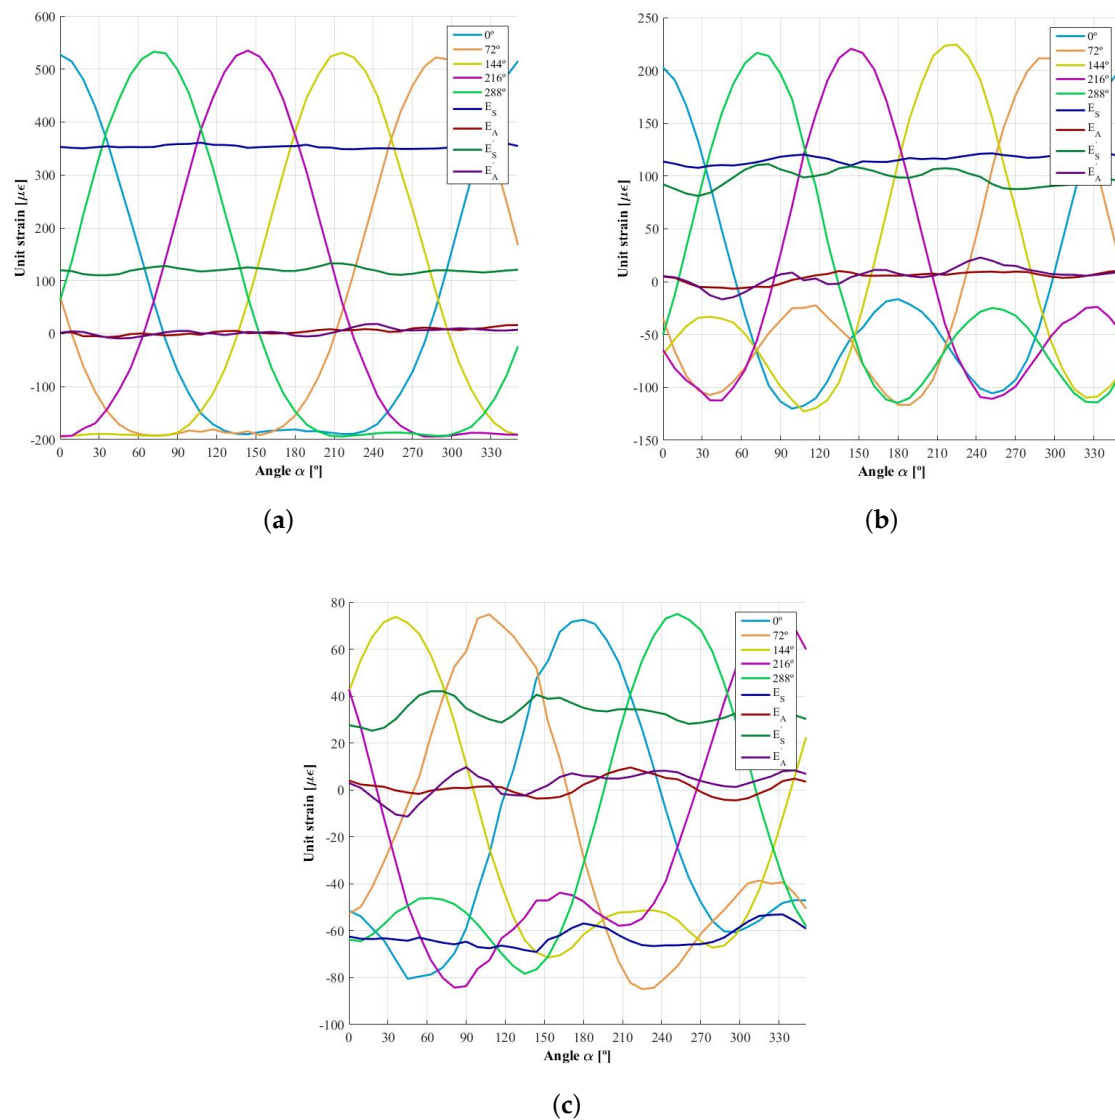 600
500
400
300
200
100
0
-100
-200
Unit strain [με]
0º
72º
144º
216º
288º
E_S
E_A
E'_S
E'_A
0 30 60 90 120 150 180 210 240 270 300 330
Angle α [º]
(a)
250
200
150
100
50
0
-50
-100
-150
Unit strain [με]
0º
72º
144º
216º
288º
E_S
E_A
E'_S
E'_A
0 30 60 90 120 150 180 210 240 270 300 330
Angle α [º]
(b)
80
60
40
20
0
-20
-40
-60
-80
-100
Unit strain [με]
0º
72º
144º
216º
288º
E_S
E_A
E'_S
E'_A
0 30 60 90 120 150 180 210 240 270 300 330
Angle α [º]
(c)